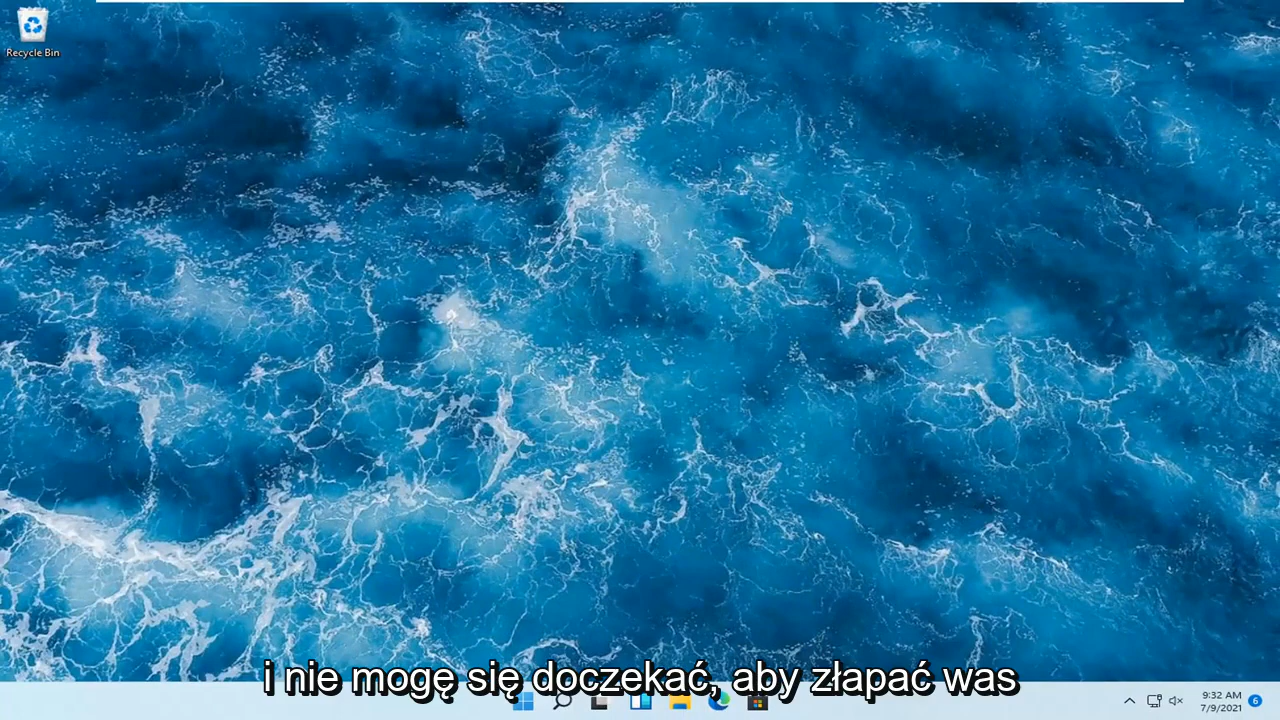 Recycle Bin
i nie mogę się doczekać, aby złapać was
9:32 AM
7/9/2021
6